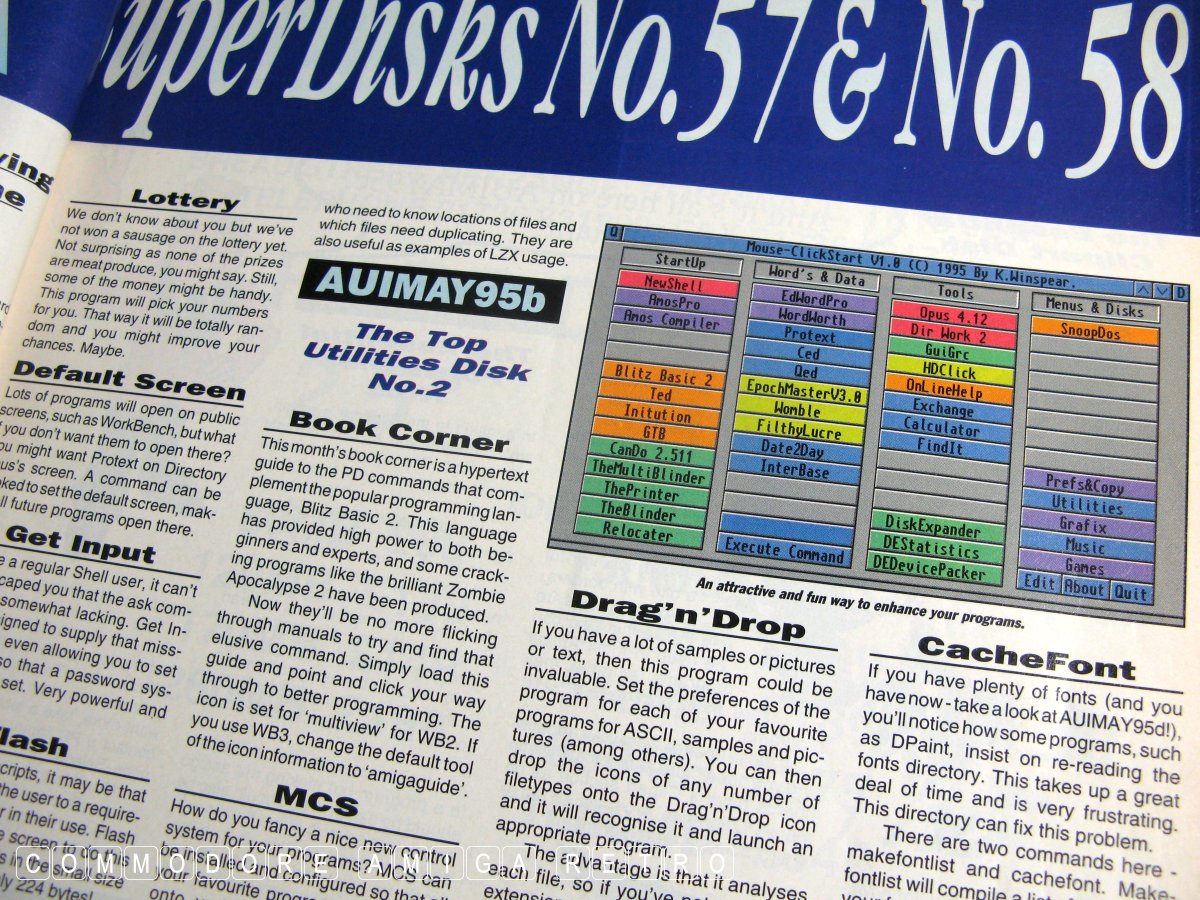 SuperDisks No.57 & No. 58
ying
ne
Lottery
We don't know about you but we've
not won a sausage on the lottery yet.
Not surprising as none of the prizes
are meat produce, you might say. Still,
some of the money might be handy.
This program will pick your numbers
for you. That way it will be totally ran-
dom and you might improve your
chances. Maybe.
Default Screen
Lots of programs will open on public
screens, such as WorkBench, but what
f you don't want them to open there?
ou might want Protext on Directory
us's screen. A command can be
ked to set the default screen, mak-
ll future programs open there.
Get Input
e a regular Shell user, it can't
caped you that the ask com-
somewhat lacking. Get In-
igned to supply that miss-
even allowing you to set
so that a password sys-
set. Very powerful and
lash
cripts, it may be that
the user to a require-
r in their use. Flash
e screen to do this
s in the small size
ly 224 bytes!
who need to know locations of files and
which files need duplicating. They are
also useful as examples of LZX usage.
AUIMAY95b
The Top
Utilities Disk
No.2
Book Corner
This month's book corner is a hypertext
guide to the PD commands that com-
plement the popular programming lan-
guage, Blitz Basic 2. This language
has provided high power to both be-
ginners and experts, and some crack-
ing programs like the brilliant Zombie
Apocalypse 2 have been produced.
Now they'll be no more flicking
through manuals to try and find that
elusive command. Simply load this
guide and point and click your way
through to better programming. The
icon is set for 'multiview' for WB2. If
you use WB3, change the default tool
of the icon information to 'amigaguide'.
MCS
How do you fancy a nice new control
system for your programs? MCS can
be installed and configured so that all
your favourite
onto
Mouse-ClickStart V1.0 (C) 1995 By K.Winspear.
StartUp
NewShell
AmosPro
Amos Compiler
Blitz Basic 2
Ted
Initution
GTB
CanDo 2.511
TheMultiBlinder
ThePrinter
TheBlinder
Relocater
Word's & Data
EdWordPro
WordWorth
Protext
Ced
Qed
EpochMasterV3.0
Womble
FilthyLucre
Date2Day
InterBase
Execute Command
Tools
Opus 4.12
Dir Work 2
GuiGrc
HDClick
OnLineHelp
Exchange
Calculator
FindIt
DiskExpander
DEStatistics
DEDevicePacker
Menus & Disks
SnoopDos
Prefs&Copy
Utilities
Grafix
Music
Games
Edit About Quit
An attractive and fun way to enhance your programs.
Drag'n'Drop
If you have a lot of samples or pictures
or text, then this program could be
invaluable. Set the preferences of the
program for each of your favourite
programs for ASCII, samples and pic-
tures (among others). You can then
drop the icons of any number of
filetypes onto the Drag'n'Drop icon
and it will recognise it and launch an
appropriate program.
The advantage is that it analyses
each file, so if you've
extension
CacheFont
If you have plenty of fonts (and you
have now - take a look at AUIMAY95d!),
you'll notice how some programs, such
as DPaint, insist on re-reading the
fonts directory. This takes up a great
deal of time and is very frustrating.
This directory can fix this problem.
There are two commands here -
makefontlist and cachefont. Make-
fontlist will compile a list of
COMMODORE AMIGA RETRO